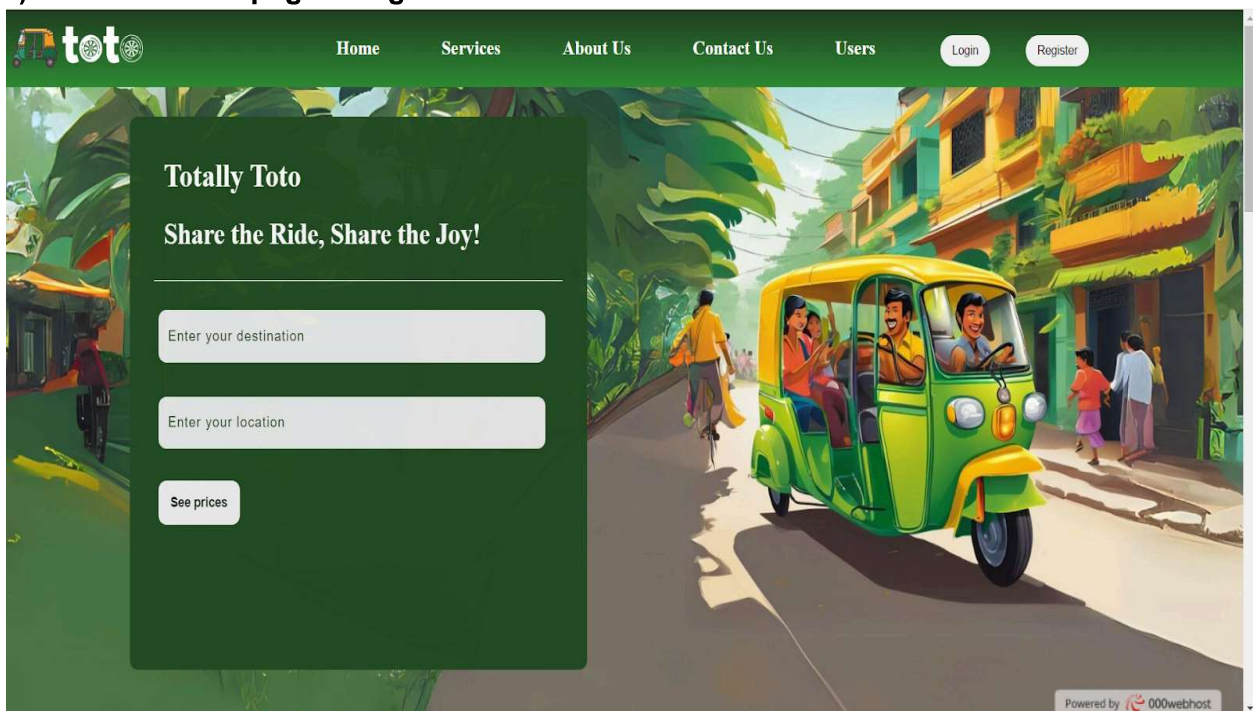 toto
Home Services About Us Contact Us Users Login Register
Totally Toto
Share the Ride, Share the Joy!
Enter your destination
Enter your location
See prices
Powered by 000webhost